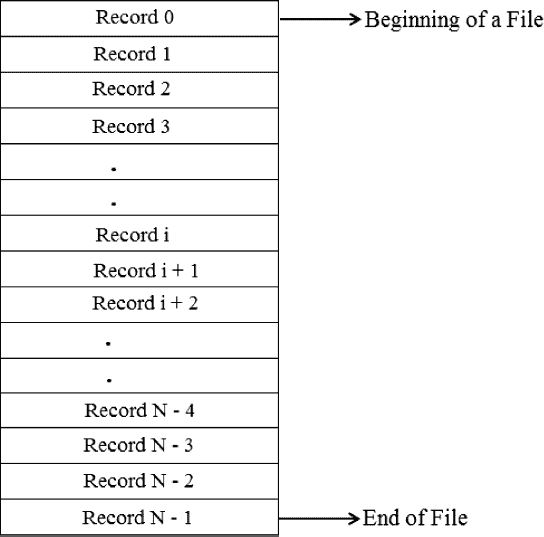 Record 0
Beginning of a File
Record 1
Record 2
Record 3
.
.
Record i
Record i + 1
Record i + 2
.
.
Record N - 4
Record N - 3
Record N - 2
Record N - 1
End of File